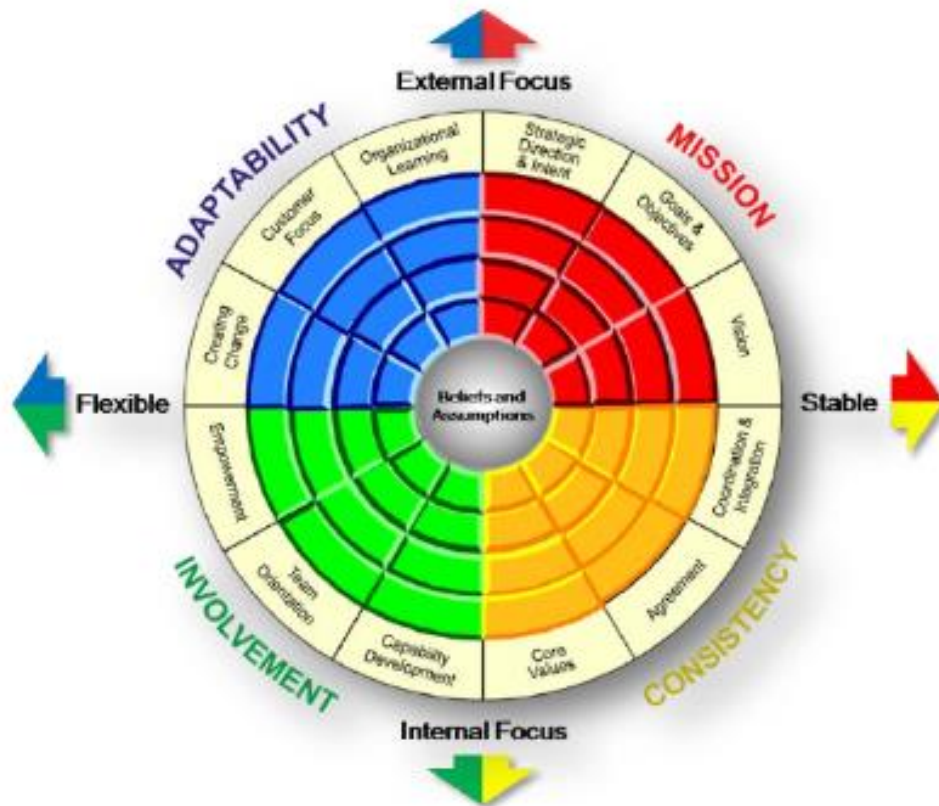 External Focus
ADAPTABILITY
MISSION
Organizational
Learning
Strategic
Direction
& Intent
Customer
Focus
Goals &
Objectives
Creating
Change
Vision
Flexible
Beliefs and
Assumptions
Stable
Empowerment
Coordination &
Integration
Team
Orientation
Agreement
Capability
Development
Core
Values
INVOLVEMENT
CONSISTENCY
Internal Focus